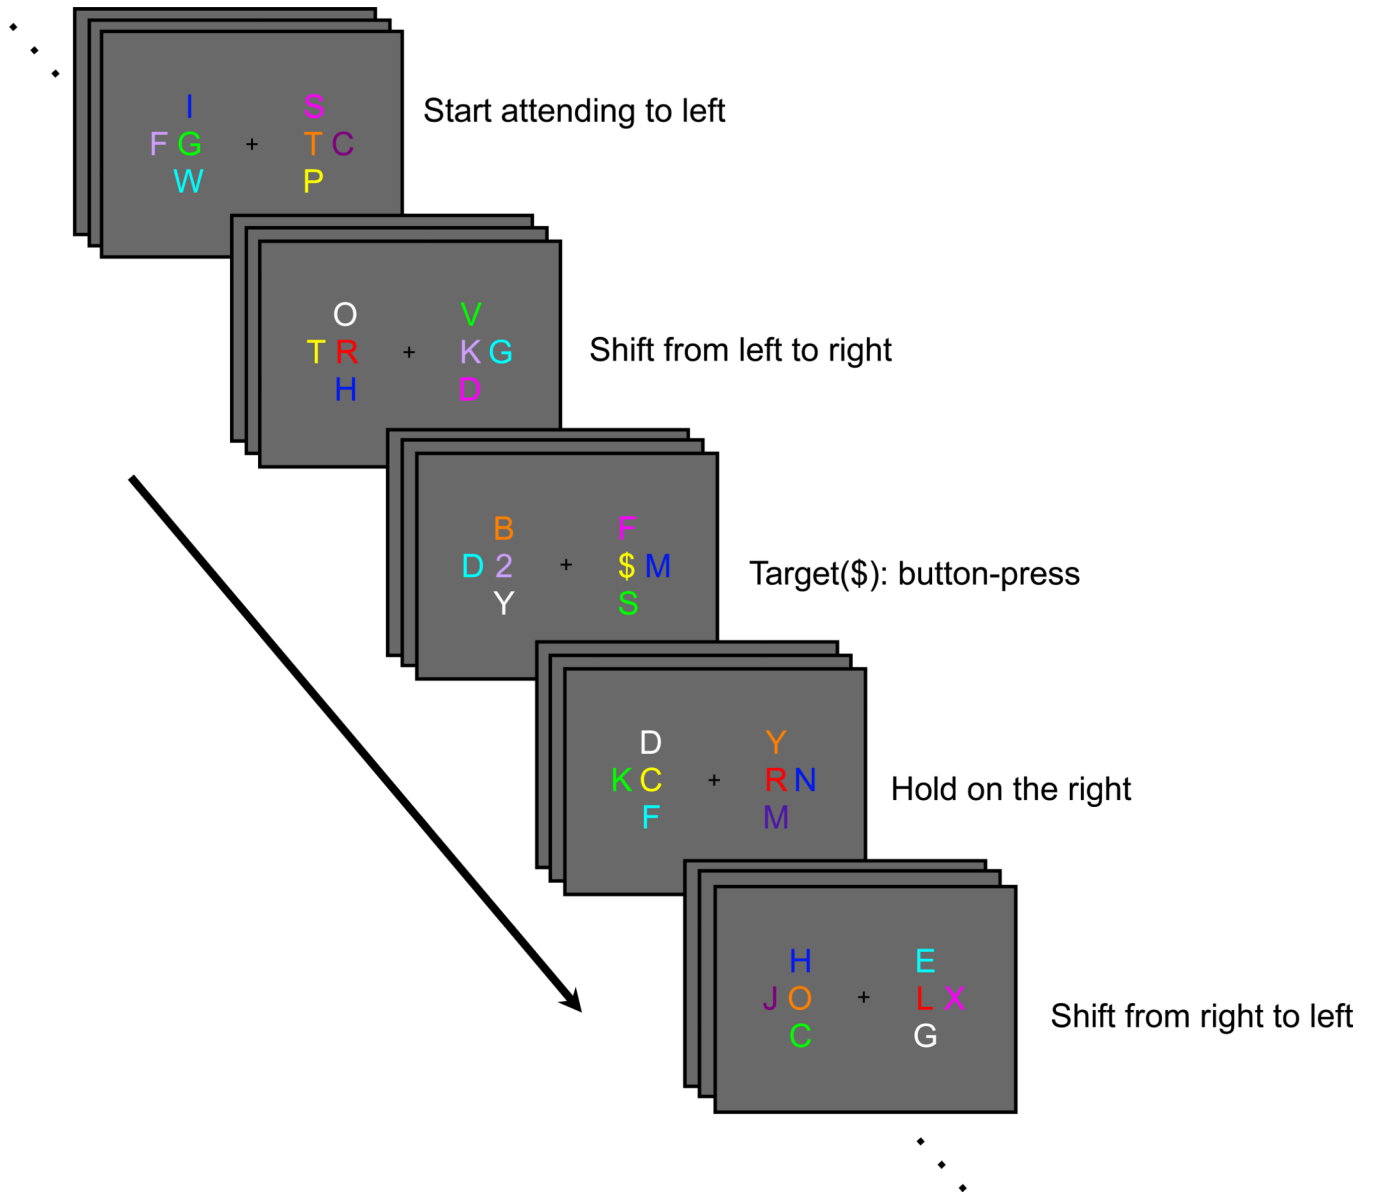 I S
Start attending to left
F G + T C
W P
O V
T R + K G
Shift from left to right
H D
B F
D 2 + $ M
Target($): button-press
Y S
D Y
K C + R N
Hold on the right
F M
H E
J O + L X
Shift from right to left
C G